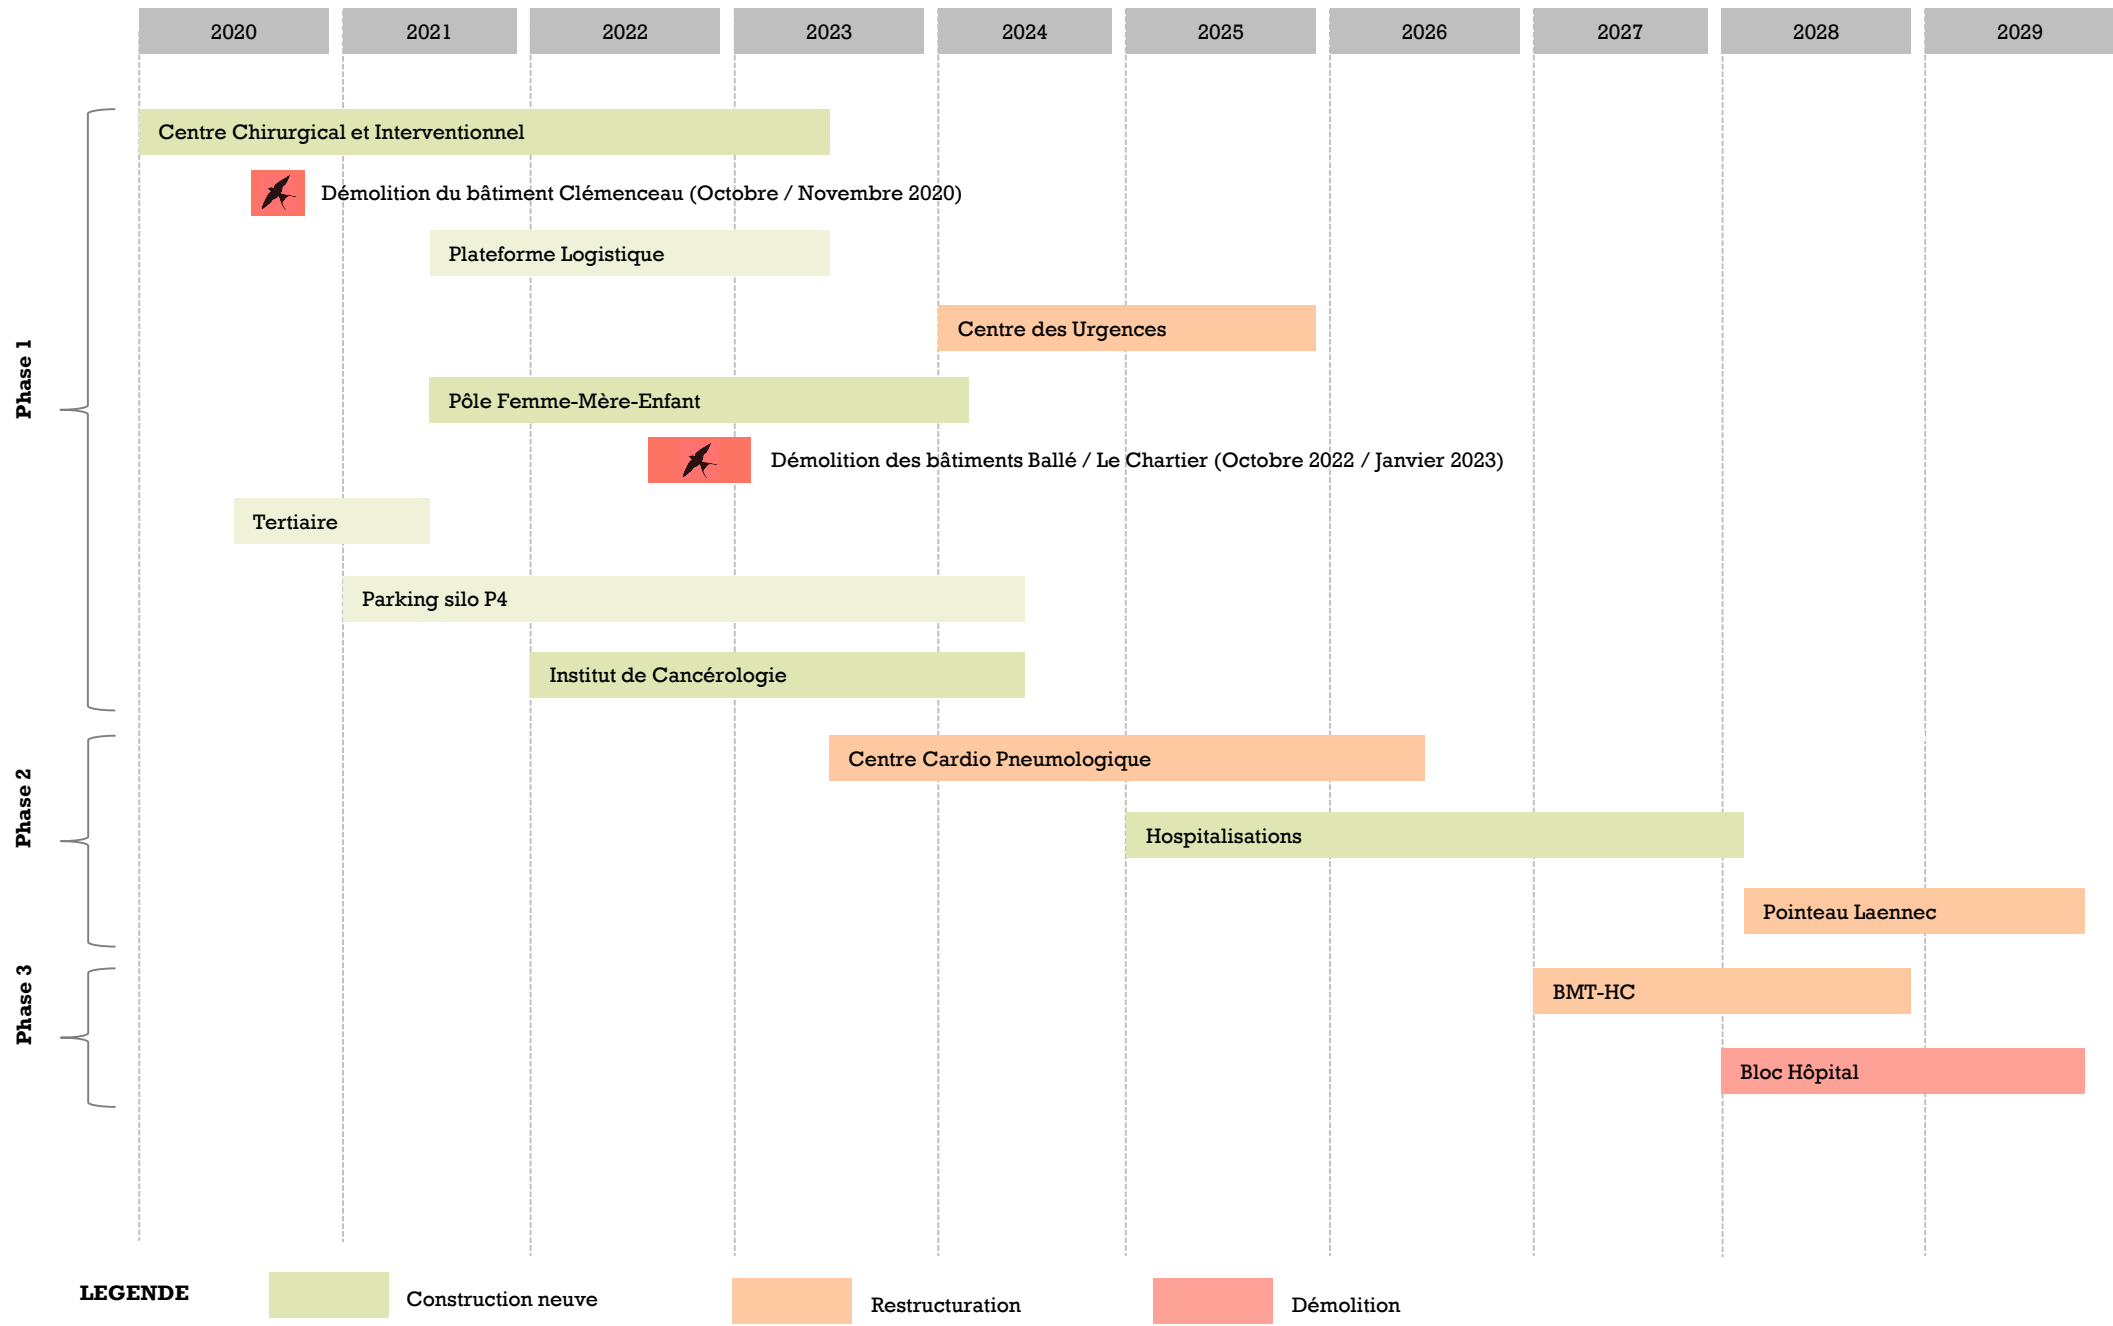 2020 2021 2022 2023 2024 2025 2026 2027 2028 2029
Phase 1
Centre Chirurgical et Interventionnel
Démolition du bâtiment Clémenceau (Octobre / Novembre 2020)
Plateforme Logistique
Centre des Urgences
Pôle Femme-Mère-Enfant
Démolition des bâtiments Ballé / Le Chartier (Octobre 2022 / Janvier 2023)
Tertiaire
Parking silo P4
Institut de Cancérologie
Phase 2
Centre Cardio Pneumologique
Hospitalisations
Pointeau Laennec
Phase 3
BMT-HC
Bloc Hôpital
LEGENDE
Construction neuve
Restructuration
Démolition